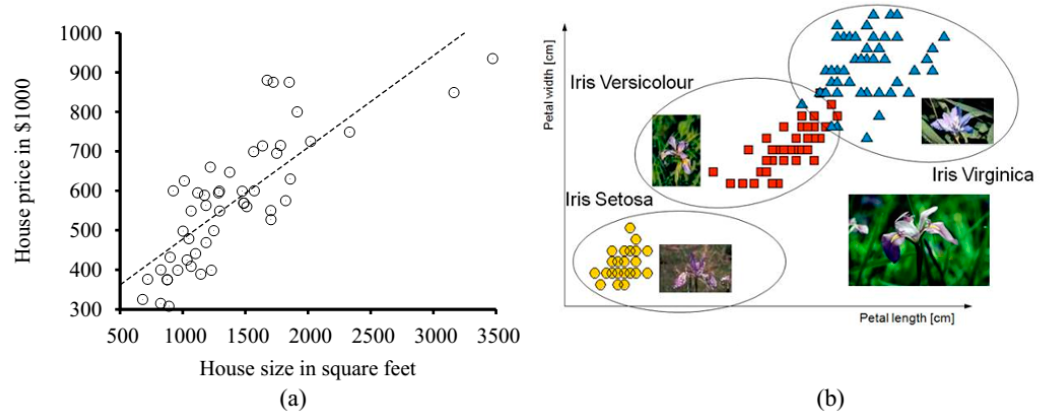 House price in $1000
1000
900
800
700
600
500
400
300
500 1000 1500 2000 2500 3000 3500
House size in square feet
(a)
Petal width [cm]
Iris Versicolour
Iris Virginica
Iris Setosa
Petal length [cm]
(b)